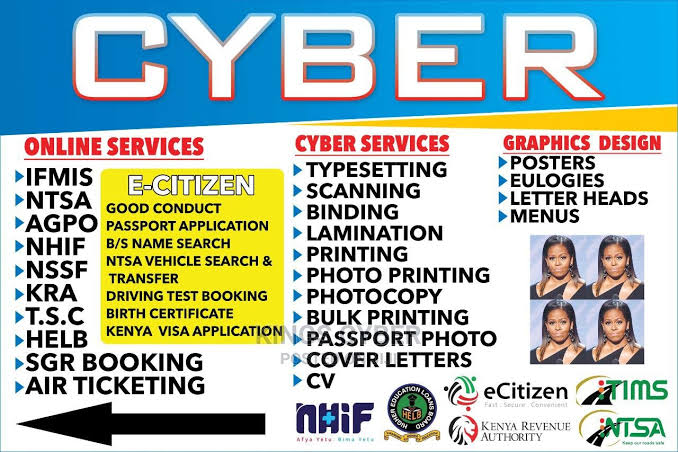 CYBER
ONLINE SERVICES
IFMIS
NTSA
AGPO
NHIF
NSSF
KRA
T.S.C
HELB
SGR BOOKING
AIR TICKETING
E-CITIZEN
GOOD CONDUCT
PASSPORT APPLICATION
B/S NAME SEARCH
NTSA VEHICLE SEARCH &
TRANSFER
DRIVING TEST BOOKING
BIRTH CERTIFICATE
KENYA VISA APPLICATION
CYBER SERVICES
TYPESETTING
SCANNING
BINDING
LAMINATION
PRINTING
PHOTO PRINTING
PHOTOCOPY
BULK PRINTING
PASSPORT PHOTO
COVER LETTERS
CV
GRAPHICS DESIGN
POSTERS
EULOGIES
LETTER HEADS
MENUS
KINGS CYBER
NHIF
Afya Yetu Bima Yetu
HIGHER EDUCATION LOANS BOARD
HELB
eCitizen
Fast : Secure : Convenient
KENYA REVENUE
AUTHORITY
TIMS
NTSA
Keep our roads safe